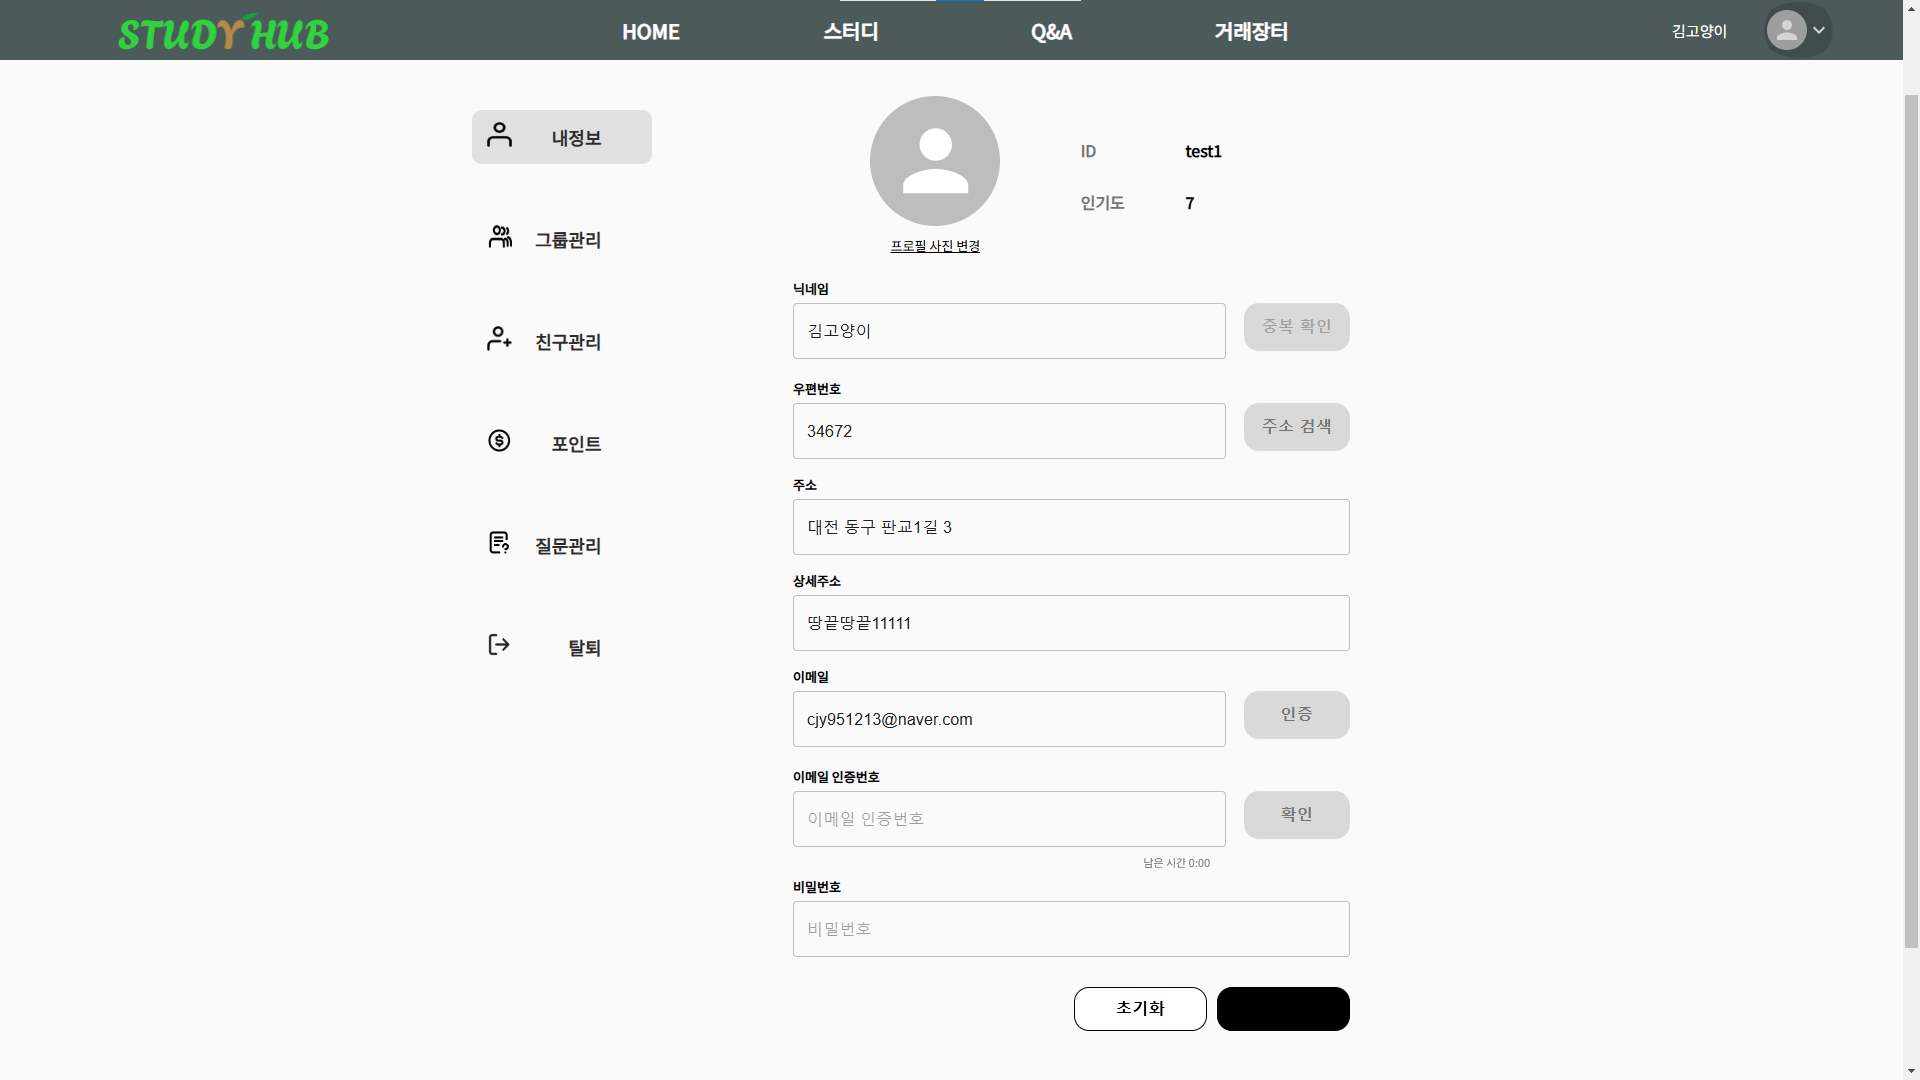 STUDY HUB
HOME
스터디
Q&A
거래장터
김고양이
내정보
그룹관리
친구관리
포인트
질문관리
탈퇴
프로필 사진 변경
ID
test1
인기도
7
닉네임
김고양이
중복 확인
우편번호
34672
주소 검색
주소
대전 동구 판교1길 3
상세주소
땅끝땅끝11111
이메일
cjy951213@naver.com
인증
이메일 인증번호
이메일 인증번호
확인
남은 시간 0:00
비밀번호
비밀번호
초기화